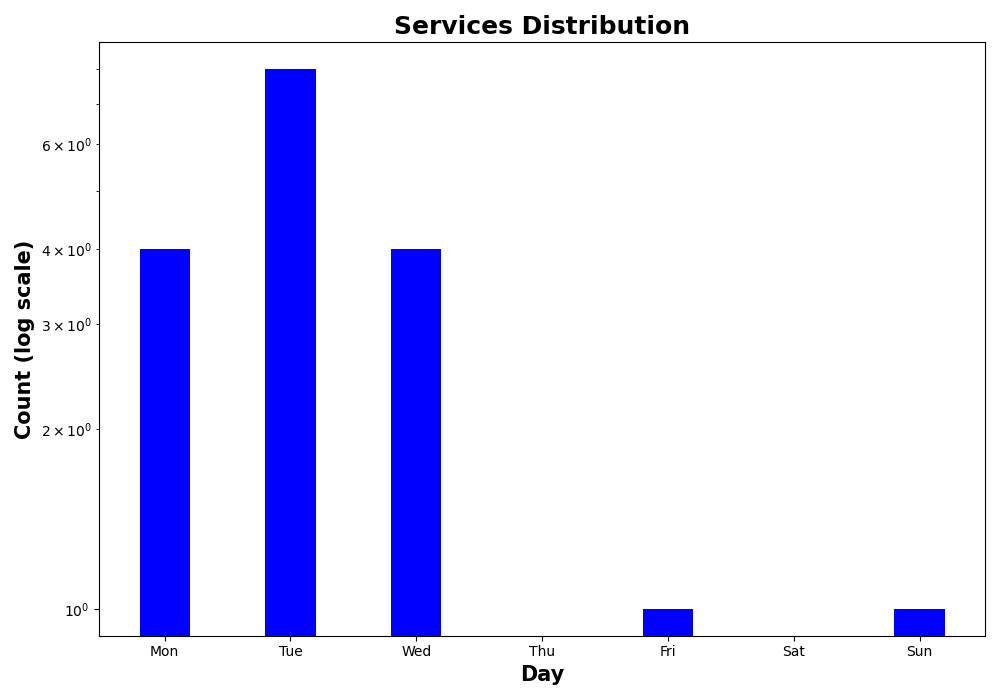 Services Distribution
Count (log scale)
6 × 10⁰
4 × 10⁰
3 × 10⁰
2 × 10⁰
10⁰
Mon Tue Wed Thu Fri Sat Sun
Day